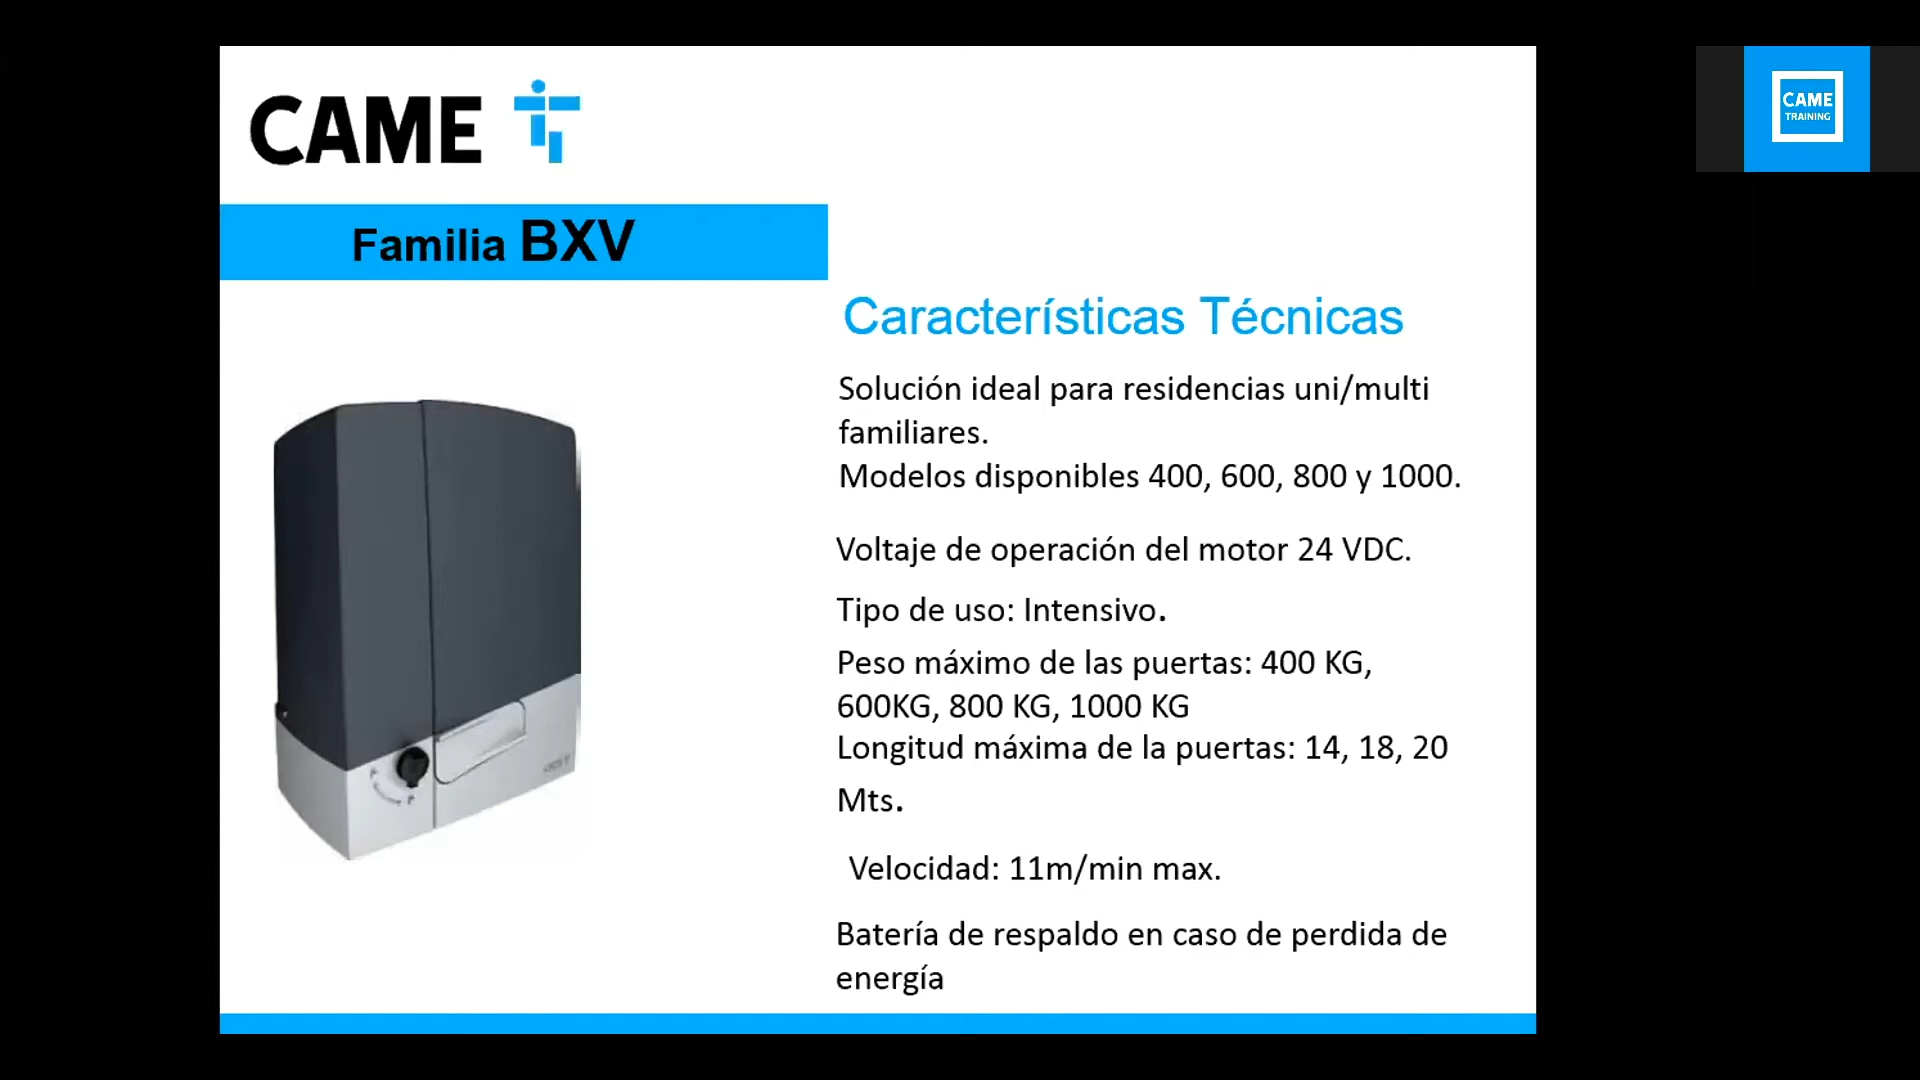 CAME
CAME
TRAINING
Familia BXV
Características Técnicas
Solución ideal para residencias uni/multi
familiares.
Modelos disponibles 400, 600, 800 y 1000.
Voltaje de operación del motor 24 VDC.
Tipo de uso: Intensivo.
Peso máximo de las puertas: 400 KG,
600KG, 800 KG, 1000 KG
Longitud máxima de la puertas: 14, 18, 20
Mts.
Velocidad: 11m/min max.
Batería de respaldo en caso de perdida de
energía